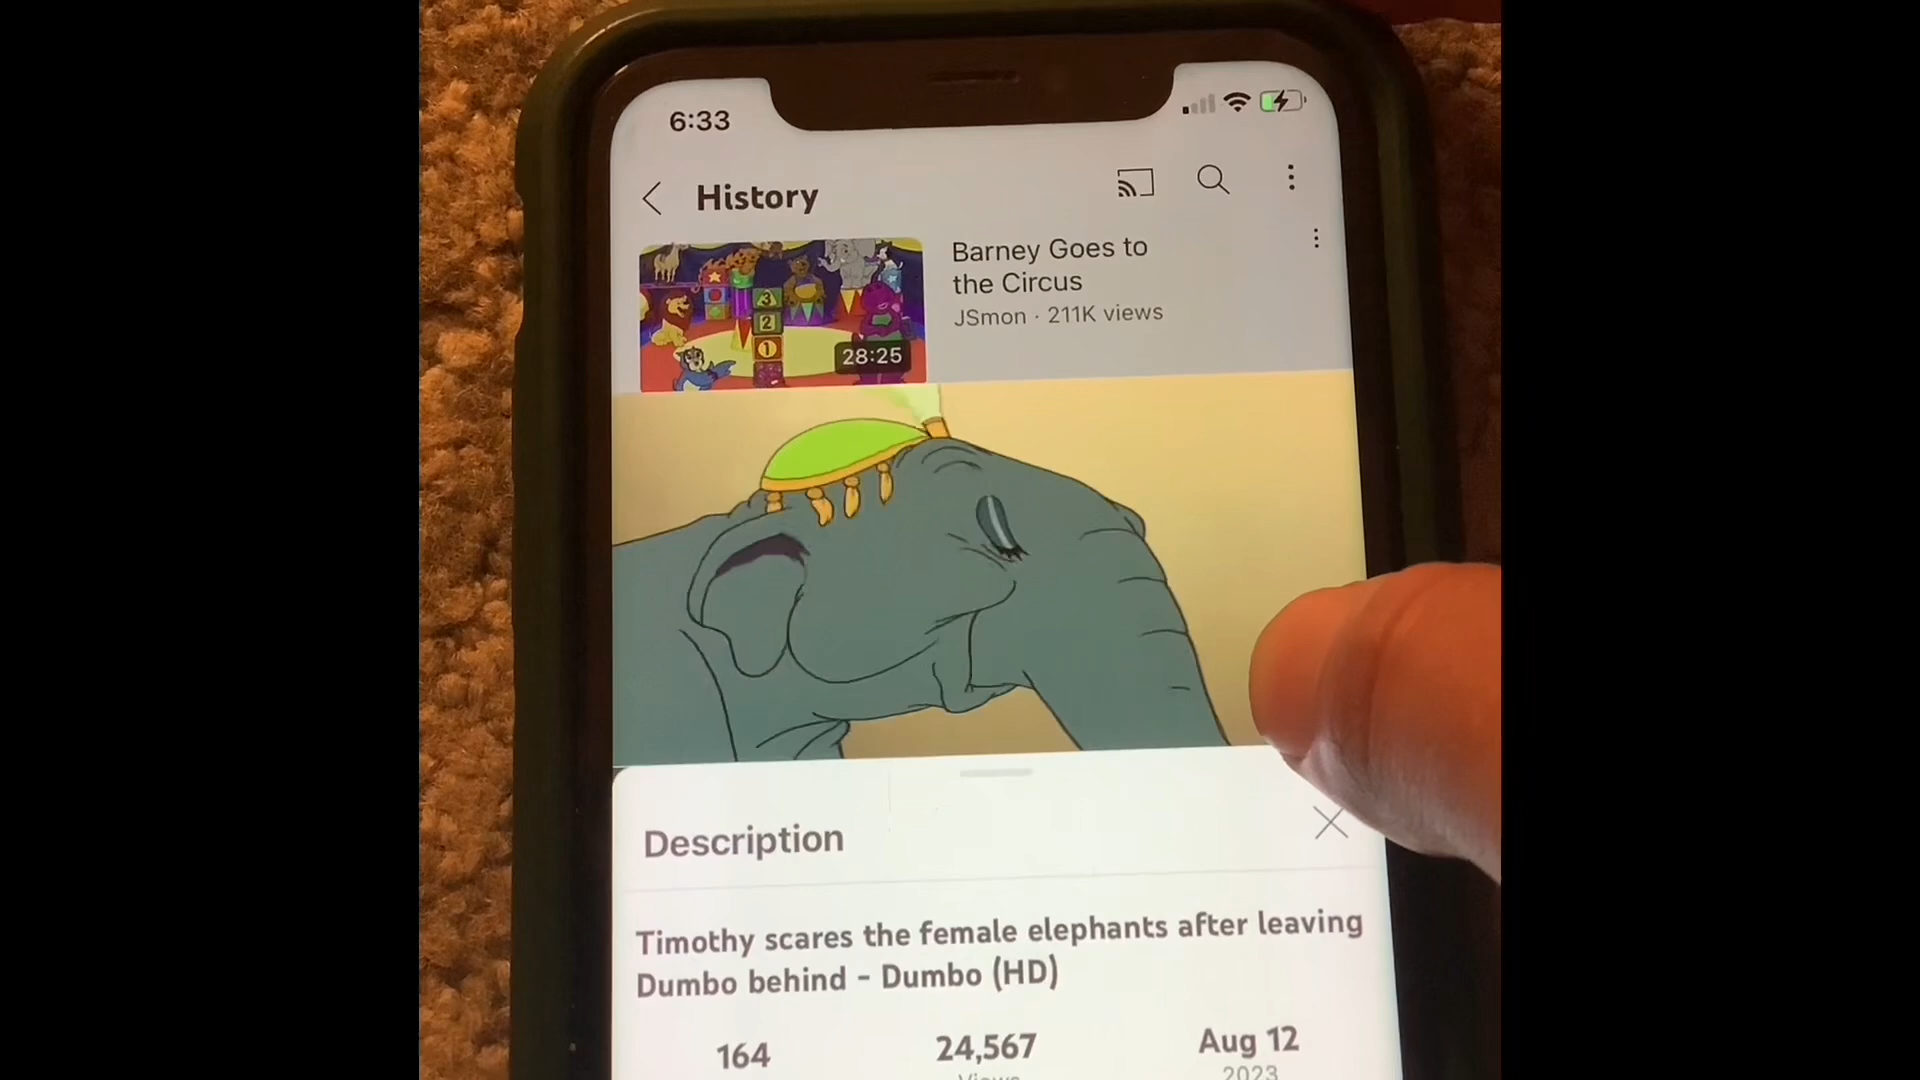 6:33
History
Barney Goes to
the Circus
JSmon · 211K views
3
2
1
28:25
Description
Timothy scares the female elephants after leaving
Dumbo behind - Dumbo (HD)
164
24,567
Aug 12
Views
2023